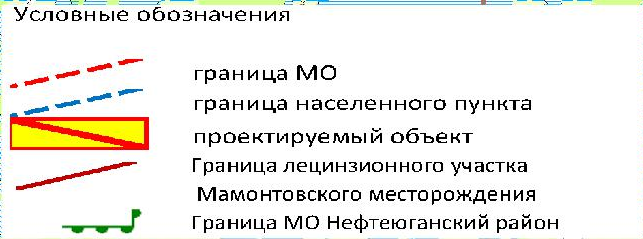 Условные обозначения
граница МО
граница населенного пункта
проектируемый объект
Граница лецинзионного участка
Мамонтовского месторождения
Граница МО Нефтеюганский район